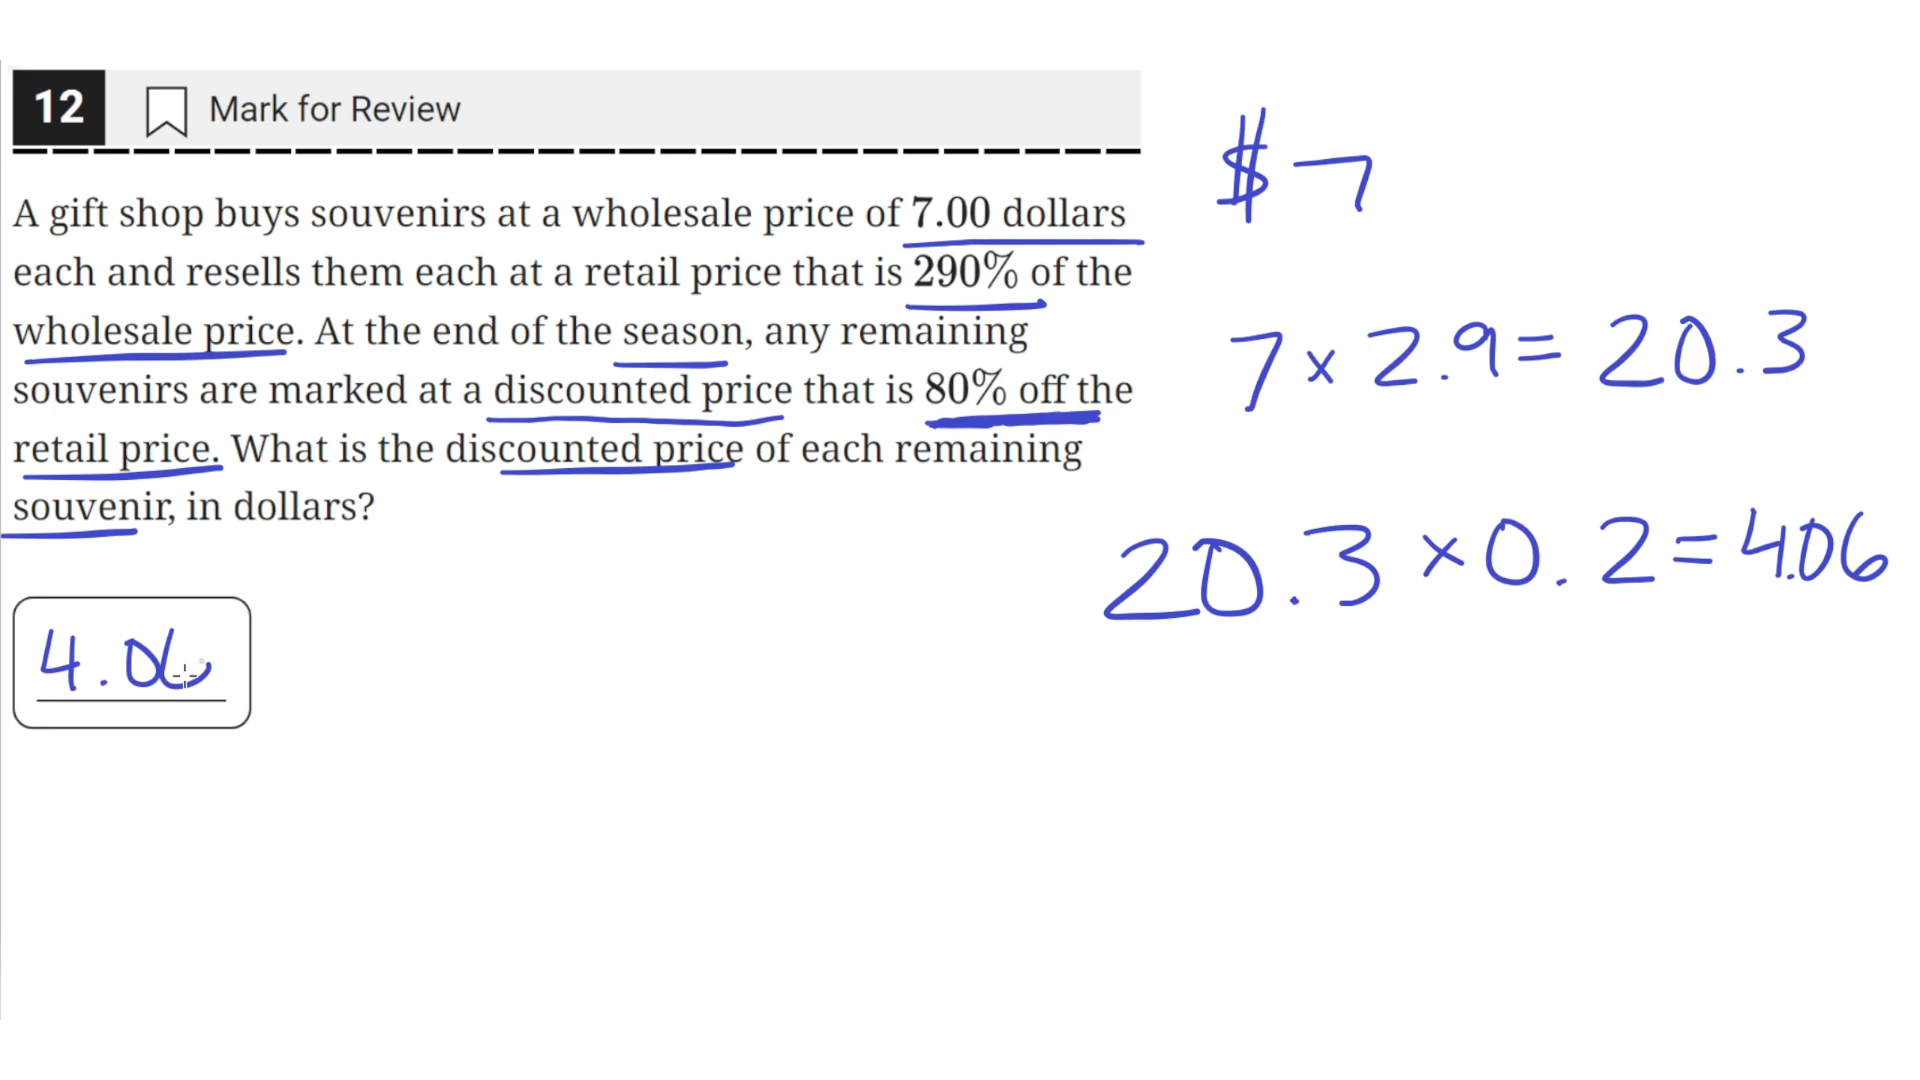 12 Mark for Review
A gift shop buys souvenirs at a wholesale price of 7.00 dollars
each and resells them each at a retail price that is 290% of the
wholesale price. At the end of the season, any remaining
souvenirs are marked at a discounted price that is 80% off the
retail price. What is the discounted price of each remaining
souvenir, in dollars?
4.06
$7
7 x 2.9 = 20.3
20.3 x 0.2 = 4.06